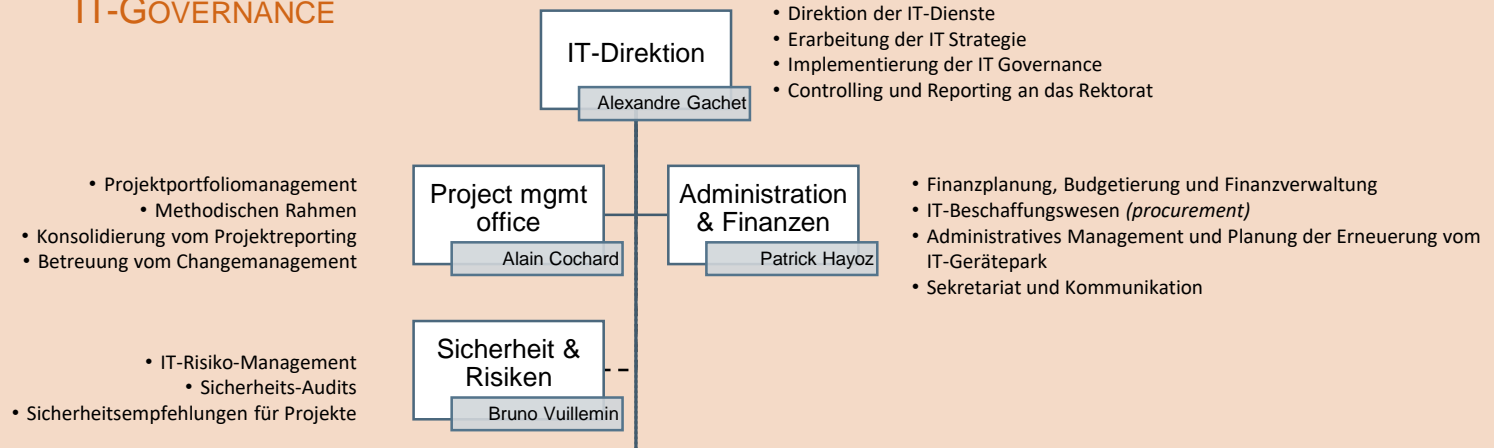 IT-GOVERNANCE
IT-Direktion
Alexandre Gachet
• Direktion der IT-Dienste
• Erarbeitung der IT Strategie
• Implementierung der IT Governance
• Controlling und Reporting an das Rektorat
• Projektportfoliomanagement
• Methodischen Rahmen
• Konsolidierung vom Projektreporting
• Betreuung vom Changemanagement
Project mgmt
office
Alain Cochard
Administration
& Finanzen
Patrick Hayoz
• Finanzplanung, Budgetierung und Finanzverwaltung
• IT-Beschaffungswesen (procurement)
• Administratives Management und Planung der Erneuerung vom
IT-Gerätepark
• Sekretariat und Kommunikation
• IT-Risiko-Management
• Sicherheits-Audits
• Sicherheitsempfehlungen für Projekte
Sicherheit &
Risiken
Bruno Vuillemin